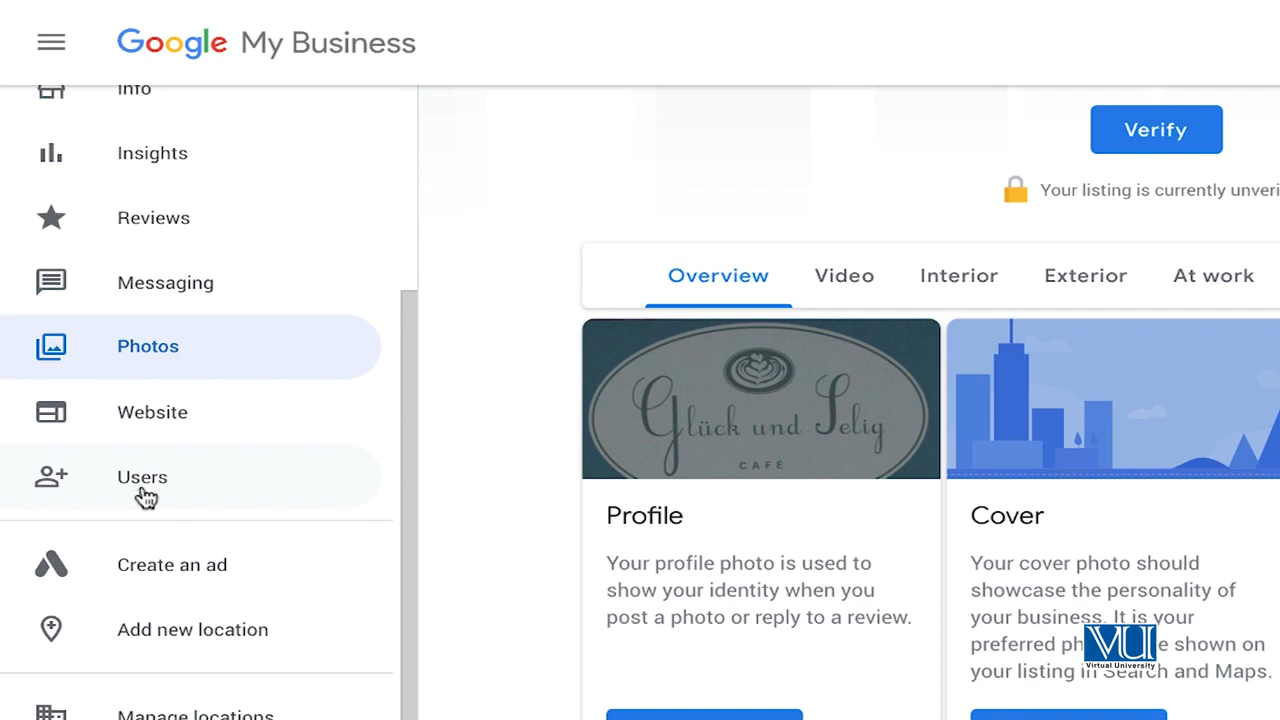 Google My Business
Info
Insights
Reviews
Messaging
Photos
Website
Users
Create an ad
Add new location
Manage locations
Verify
Your listing is currently
Overview Video Interior Exterior At work
Glück und Selig
CAFÉ
Profile
Your profile photo is used to
show your identity when you
post a photo or reply to a review.
Cover
Your cover photo should
showcase the personality of
your business. It is your
preferred shown on
your listing in Search and Maps.
VU
Virtual University